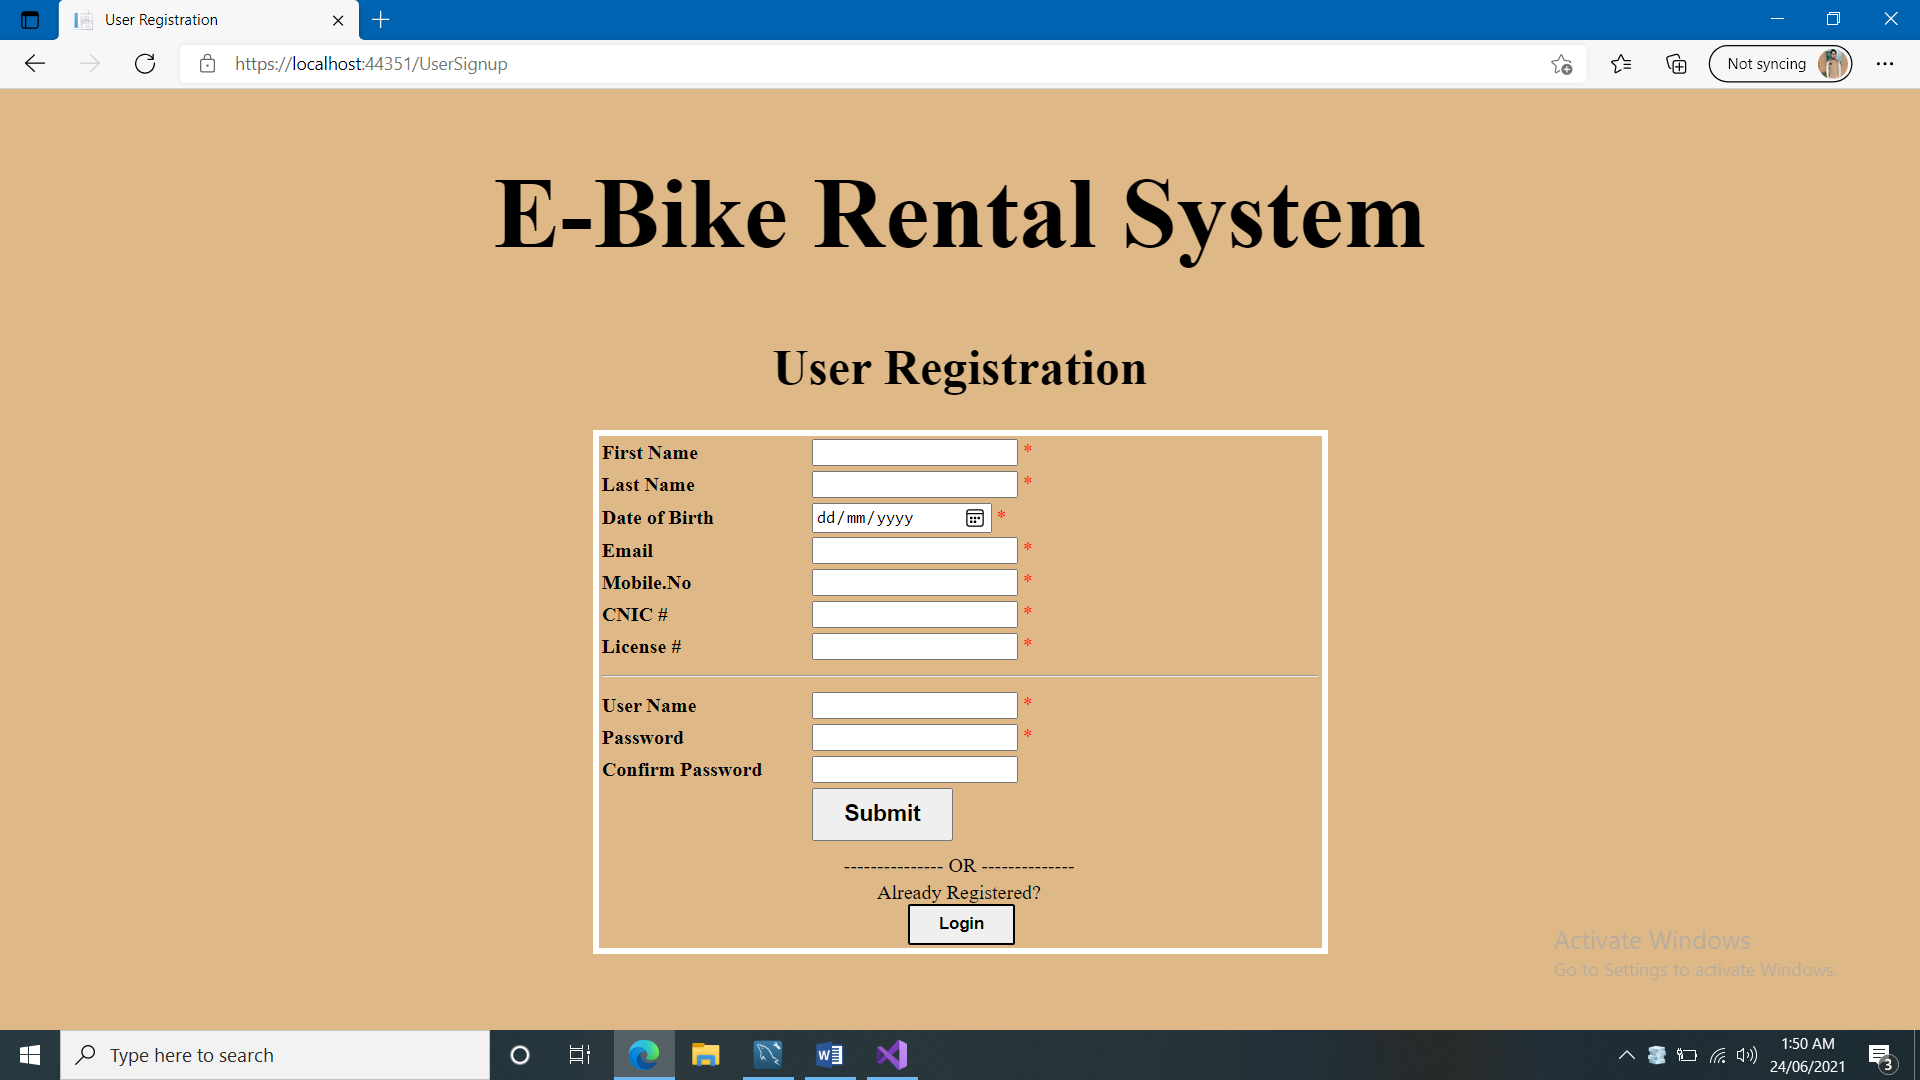 User Registration
https://localhost:44351/UserSignup
Not syncing
E-Bike Rental System
User Registration
First Name *
Last Name *
Date of Birth dd/mm/yyyy *
Email *
Mobile.No *
CNIC # *
License # *
User Name *
Password *
Confirm Password
Submit
--------------- OR --------------
Already Registered?
Login
Activate Windows
Go to Settings to activate Windows.
Type here to search
1:50 AM
24/06/2021
3